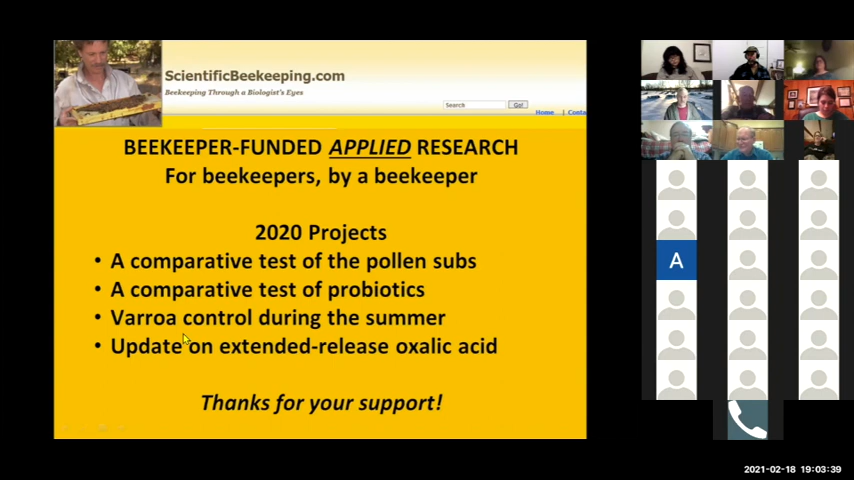 ScientificBeekeeping.com
Beekeeping Through a Biologist's Eyes
Search
Go!
Home | Conta
BEEKEEPER-FUNDED APPLIED RESEARCH
For beekeepers, by a beekeeper
2020 Projects
• A comparative test of the pollen subs
• A comparative test of probiotics
• Varroa control during the summer
• Update on extended-release oxalic acid
Thanks for your support!
A
2021-02-18 19:03:39